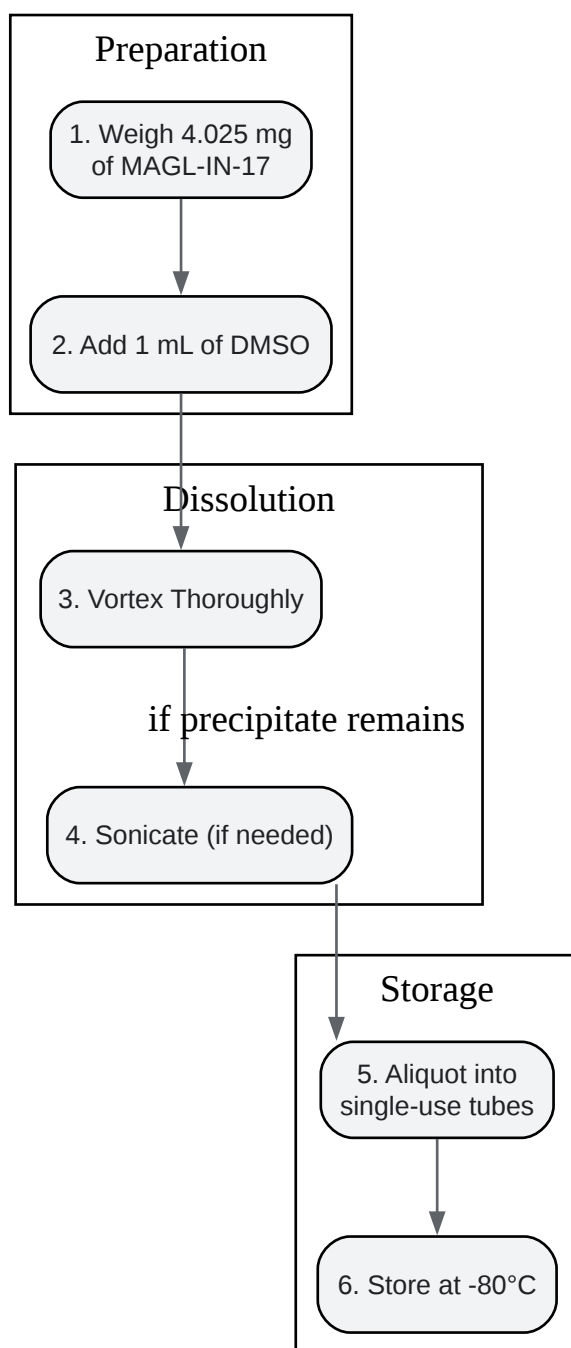 Preparation
1. Weigh 4.025 mg
of MAGL-IN-17
2. Add 1 mL of DMSO
Dissolution
3. Vortex Thoroughly
if precipitate remains
4. Sonicate (if needed)
Storage
5. Aliquot into
single-use tubes
6. Store at -80°C